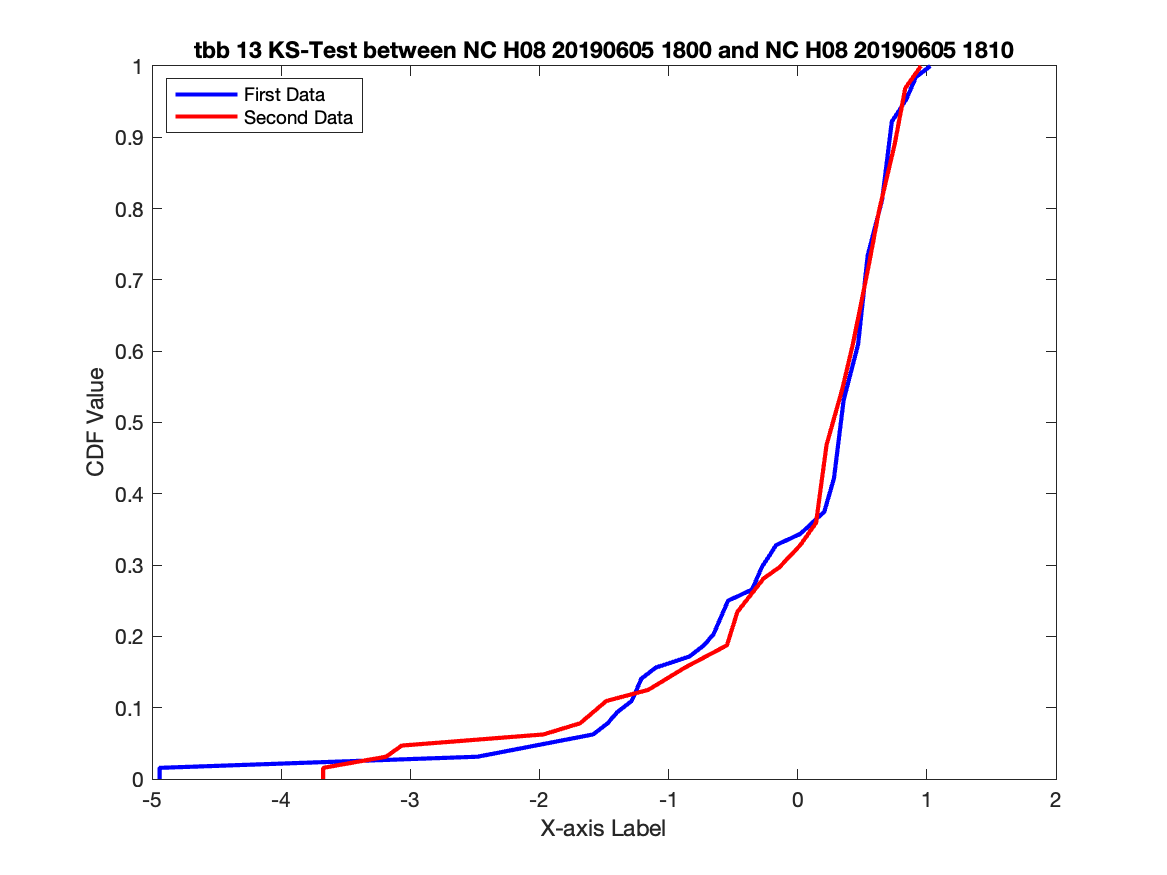 tbb 13 KS-Test between NC H08 20190605 1800 and NC H08 20190605 1810
First Data
Second Data
1
0.9
0.8
0.7
0.6
0.5
0.4
0.3
0.2
0.1
0
CDF Value
-5 -4 -3 -2 -1 0 1 2
X-axis Label